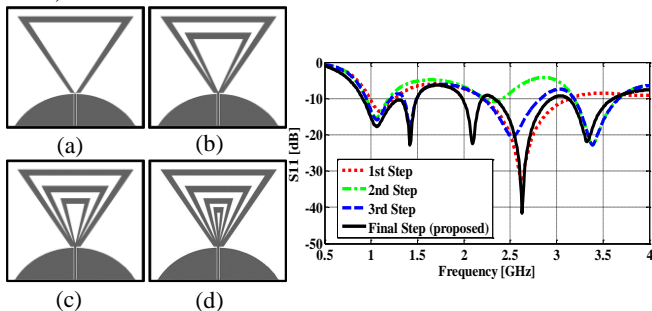 (a)
(b)
(c)
(d)
0
-10
-20
-30
-40
-50
S11 [dB]
1st Step
2nd Step
3rd Step
Final Step (proposed)
0.5 1 1.5 2 2.5 3 3.5 4
Frequency [GHz]